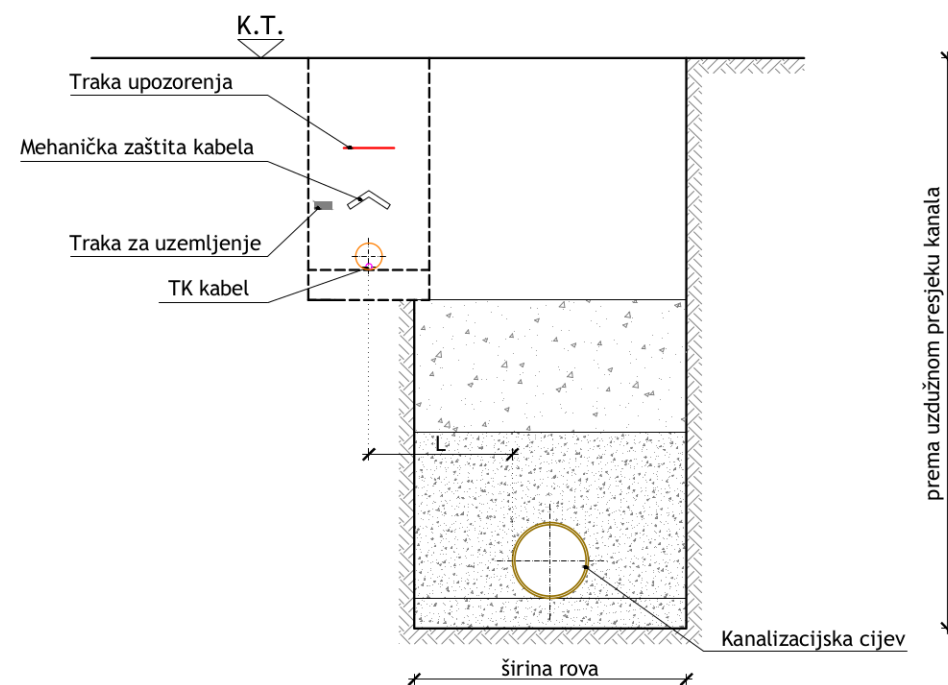 K.T.
Traka upozorenja
Mehanička zaštita kabela
Traka za uzemljenje
TK kabel
L
prema uzdužnom presjeku kanala
Kanalizacijska cijev
širina rova